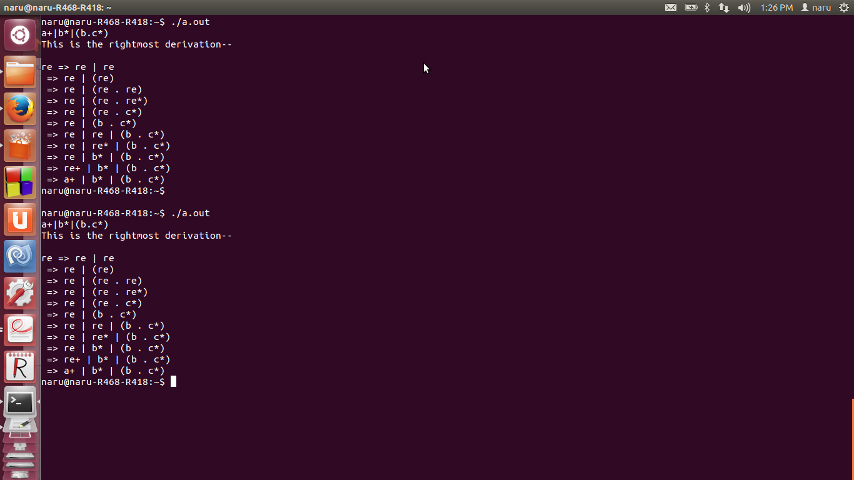 naru@naru-R468-R418: ~
1:26 PM
naru
naru@naru-R468-R418:~$ ./a.out
a+|b*|(b.c*)
This is the rightmost derivation--
re => re | re
=> re | (re)
=> re | (re . re)
=> re | (re . re*)
=> re | (re . c*)
=> re | (b . c*)
=> re | re | (b . c*)
=> re | re* | (b . c*)
=> re | b* | (b . c*)
=> re+ | b* | (b . c*)
=> a+ | b* | (b . c*)
naru@naru-R468-R418:~$
naru@naru-R468-R418:~$ ./a.out
a+|b*|(b.c*)
This is the rightmost derivation--
re => re | re
=> re | (re)
=> re | (re . re)
=> re | (re . re*)
=> re | (re . c*)
=> re | (b . c*)
=> re | re | (b . c*)
=> re | re* | (b . c*)
=> re | b* | (b . c*)
=> re+ | b* | (b . c*)
=> a+ | b* | (b . c*)
naru@naru-R468-R418:~$